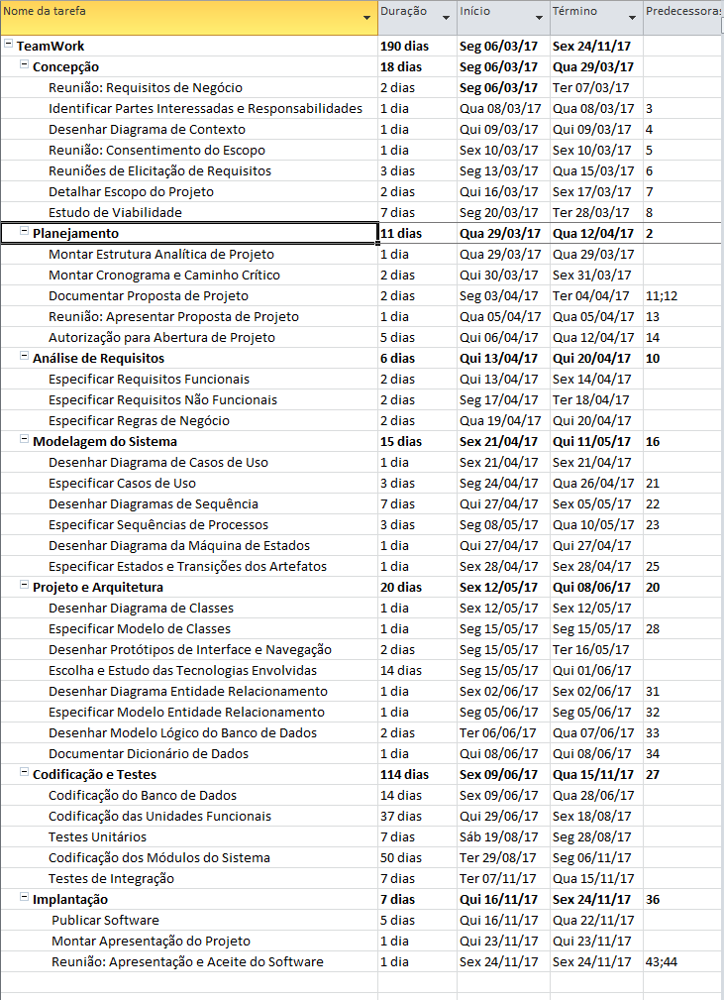 Nome da tarefa Duração Início Término Predecessoras
TeamWork 190 dias Seg 06/03/17 Sex 24/11/17
Concepção 18 dias Seg 06/03/17 Qua 29/03/17
Reunião: Requisitos de Negócio 2 dias Seg 06/03/17 Ter 07/03/17
Identificar Partes Interessadas e Responsabilidades 1 dia Qua 08/03/17 Qua 08/03/17 3
Desenhar Diagrama de Contexto 1 dia Qui 09/03/17 Qui 09/03/17 4
Reunião: Consentimento do Escopo 1 dia Sex 10/03/17 Sex 10/03/17 5
Reuniões de Elicitação de Requisitos 3 dias Seg 13/03/17 Qua 15/03/17 6
Detalhar Escopo do Projeto 2 dias Qui 16/03/17 Sex 17/03/17 7
Estudo de Viabilidade 7 dias Seg 20/03/17 Ter 28/03/17 8
Planejamento 11 dias Qua 29/03/17 Qua 12/04/17 2
Montar Estrutura Analítica de Projeto 1 dia Qua 29/03/17 Qua 29/03/17
Montar Cronograma e Caminho Crítico 2 dias Qui 30/03/17 Sex 31/03/17
Documentar Proposta de Projeto 2 dias Seg 03/04/17 Ter 04/04/17 11;12
Reunião: Apresentar Proposta de Projeto 1 dia Qua 05/04/17 Qua 05/04/17 13
Autorização para Abertura de Projeto 5 dias Qui 06/04/17 Qua 12/04/17 14
Análise de Requisitos 6 dias Qui 13/04/17 Qui 20/04/17 10
Especificar Requisitos Funcionais 2 dias Qui 13/04/17 Sex 14/04/17
Especificar Requisitos Não Funcionais 2 dias Seg 17/04/17 Ter 18/04/17
Especificar Regras de Negócio 2 dias Qua 19/04/17 Qui 20/04/17
Modelagem do Sistema 15 dias Sex 21/04/17 Qui 11/05/17 16
Desenhar Diagrama de Casos de Uso 1 dia Sex 21/04/17 Sex 21/04/17
Especificar Casos de Uso 3 dias Seg 24/04/17 Qua 26/04/17 21
Desenhar Diagramas de Sequência 7 dias Qui 27/04/17 Sex 05/05/17 22
Especificar Sequências de Processos 3 dias Seg 08/05/17 Qua 10/05/17 23
Desenhar Diagrama da Máquina de Estados 1 dia Qui 27/04/17 Qui 27/04/17
Especificar Estados e Transições dos Artefatos 1 dia Sex 28/04/17 Sex 28/04/17 25
Projeto e Arquitetura 20 dias Sex 12/05/17 Qui 08/06/17 20
Desenhar Diagrama de Classes 1 dia Sex 12/05/17 Sex 12/05/17
Especificar Modelo de Classes 1 dia Seg 15/05/17 Seg 15/05/17 28
Desenhar Protótipos de Interface e Navegação 2 dias Seg 15/05/17 Ter 16/05/17
Escolha e Estudo das Tecnologias Envolvidas 14 dias Seg 15/05/17 Qui 01/06/17
Desenhar Diagrama Entidade Relacionamento 1 dia Sex 02/06/17 Sex 02/06/17 31
Especificar Modelo Entidade Relacionamento 1 dia Seg 05/06/17 Seg 05/06/17 32
Desenhar Modelo Lógico do Banco de Dados 2 dias Ter 06/06/17 Qua 07/06/17 33
Documentar Dicionário de Dados 1 dia Qui 08/06/17 Qui 08/06/17 34
Codificação e Testes 114 dias Sex 09/06/17 Qua 15/11/17 27
Codificação do Banco de Dados 14 dias Sex 09/06/17 Qua 28/06/17
Codificação das Unidades Funcionais 37 dias Qui 29/06/17 Sex 18/08/17
Testes Unitários 7 dias Sáb 19/08/17 Seg 28/08/17
Codificação dos Módulos do Sistema 50 dias Ter 29/08/17 Seg 06/11/17
Testes de Integração 7 dias Ter 07/11/17 Qua 15/11/17
Implantação 7 dias Qui 16/11/17 Sex 24/11/17 36
Publicar Software 5 dias Qui 16/11/17 Qua 22/11/17
Montar Apresentação do Projeto 1 dia Qui 23/11/17 Qui 23/11/17
Reunião: Apresentação e Aceite do Software 1 dia Sex 24/11/17 Sex 24/11/17 43;44